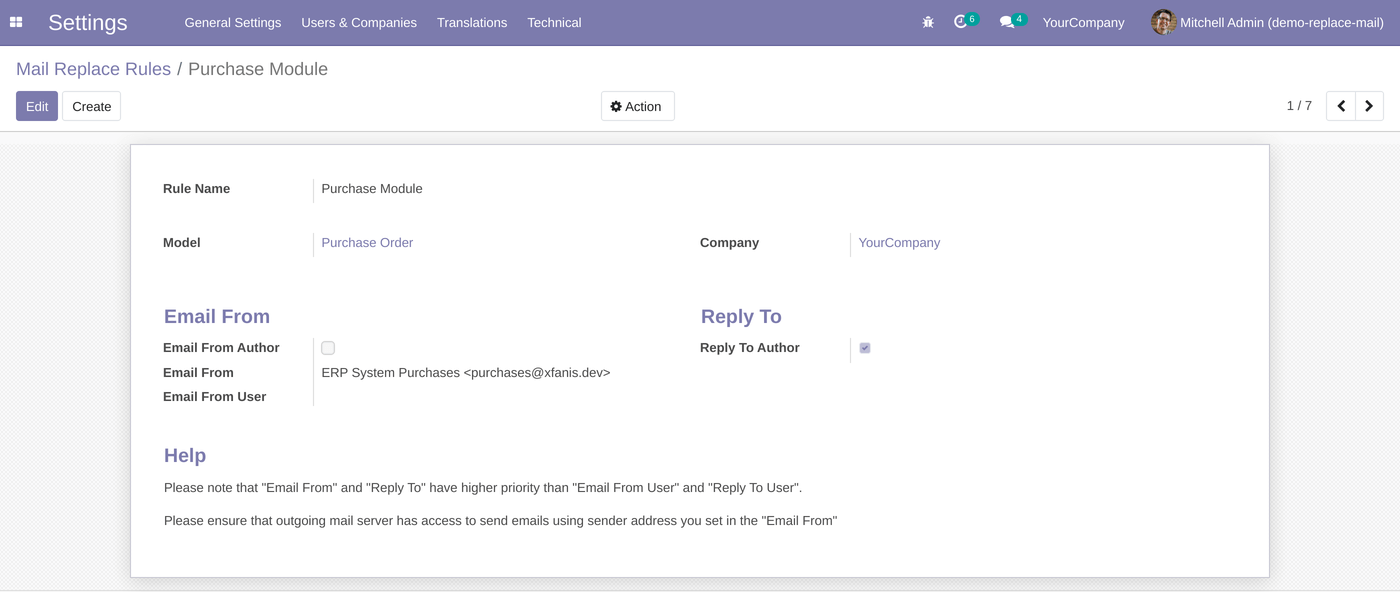 Settings General Settings Users & Companies Translations Technical 6 4 YourCompany Mitchell Admin (demo-replace-mail)
Mail Replace Rules / Purchase Module
Edit Create Action 1 / 7
Rule Name Purchase Module
Model Purchase Order Company YourCompany
Email From Reply To
Email From Author Reply To Author
Email From ERP System Purchases <purchases@xfanis.dev>
Email From User
Help
Please note that "Email From" and "Reply To" have higher priority than "Email From User" and "Reply To User".
Please ensure that outgoing mail server has access to send emails using sender address you set in the "Email From"